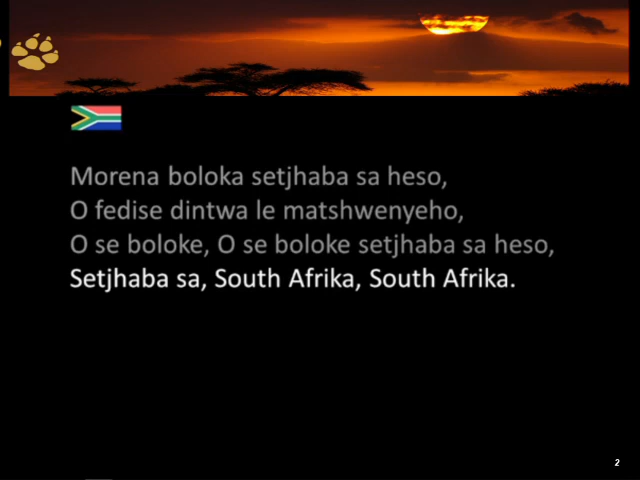 Morena boloka setjhaba sa heso,
O fedise dintwa le matshwenyeho,
O se boloke, O se boloke setjhaba sa heso,
Setjhaba sa, South Afrika, South Afrika.
2